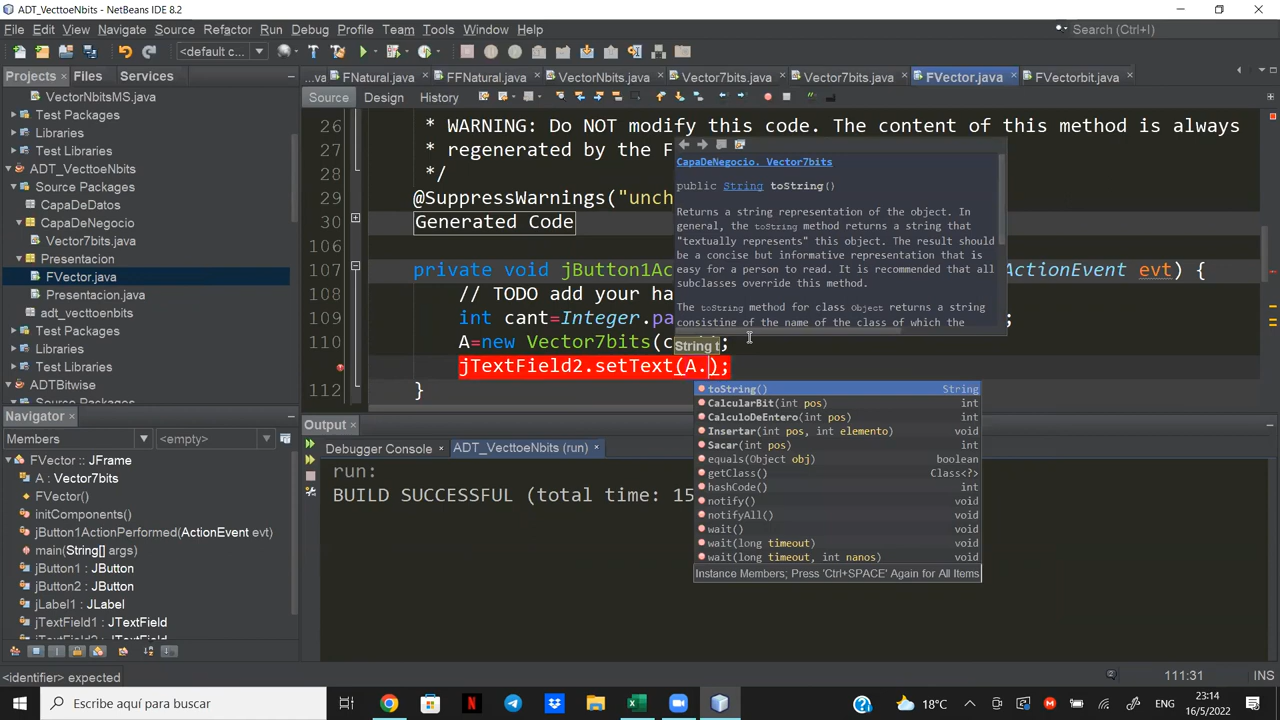 ADT_VecttoeNbits - NetBeans IDE 8.2
File Edit View Navigate Source Refactor Run Debug Profile Team Tools Window Help
Search (Ctrl+I)
<default c...
Projects × Files Services
...va FNatural.java FFNatural.java VectorNbits.java Vector7bits.java Vector7bits.java FVector.java FVectorbit.java
Source Design History
VectorNbitsMS.java
Test Packages
Libraries
Test Libraries
ADT_VecttoeNbits
Source Packages
CapaDeDatos
CapaDeNegocio
Vector7bits.java
Presentacion
FVector.java
Presentacion.java
adt_vecttoenbits
Test Packages
Libraries
Test Libraries
ADTBitwise
Source Packages
26 * WARNING: Do NOT modify this code. The content of this method is always
27 * regenerated by the F
28 */
29 @SuppressWarnings("unch
30 Generated Code
106
107 private void jButton1Ac ActionEvent evt) {
108 // TODO add your ha
109 int cant=Integer.pa ;
110 A=new Vector7bits(c ;
jTextField2.setText(A.);
112 }
CapaDeNegocio. Vector7bits
public String toString()
Returns a string representation of the object. In
general, the toString method returns a string that
"textually represents" this object. The result should
be a concise but informative representation that is
easy for a person to read. It is recommended that all
subclasses override this method.
The toString method for class Object returns a string
consisting of the name of the class of which the
String t
toString() String
CalcularBit(int pos) int
CalculoDeEntero(int pos) int
Insertar(int pos, int elemento) void
Sacar(int pos) int
equals(Object obj) boolean
getClass() Class<?>
hashCode() int
notify() void
notifyAll() void
wait() void
wait(long timeout) void
wait(long timeout, int nanos) void
Instance Members; Press 'Ctrl+SPACE' Again for All Items
Navigator ×
Members <empty>
FVector :: JFrame
A : Vector7bits
FVector()
initComponents()
jButton1ActionPerformed(ActionEvent evt)
main(String[] args)
jButton1 : JButton
jButton2 : JButton
jLabel1 : JLabel
jTextField1 : JTextField
jTextField2 : JTextField
Output ×
Debugger Console × ADT_VecttoeNbits (run) ×
run:
BUILD SUCCESSFUL (total time: 15
<identifier> expected
111:31 INS
Escribe aquí para buscar
18°C
ENG
23:14
16/5/2022